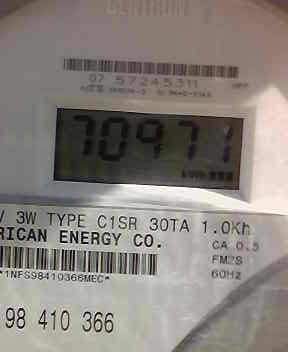 CENTRON
07 57245311
70971
V 3W TYPE C1SR 30TA 1.0Kh
RICAN ENERGY CO. CA 0.5
FM2S
60Hz
*1NFS98410366MEC*
98 410 366